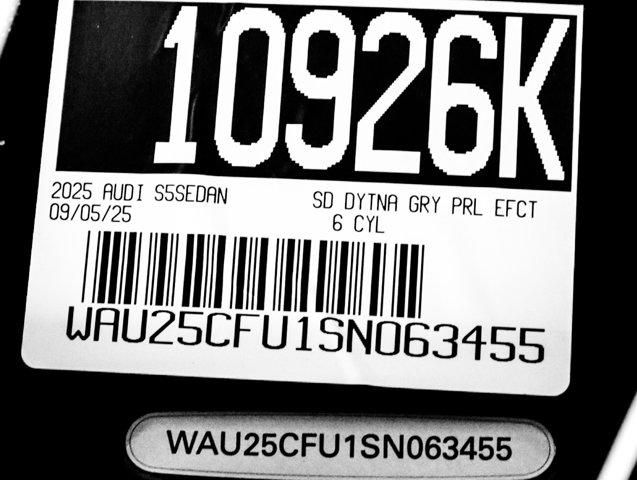 10926K
2025 AUDI S5SEDAN SD DYTNA GRY PRL EFCT
09/05/25 6 CYL
WAU25CFU1SN063455
WAU25CFU1SN063455